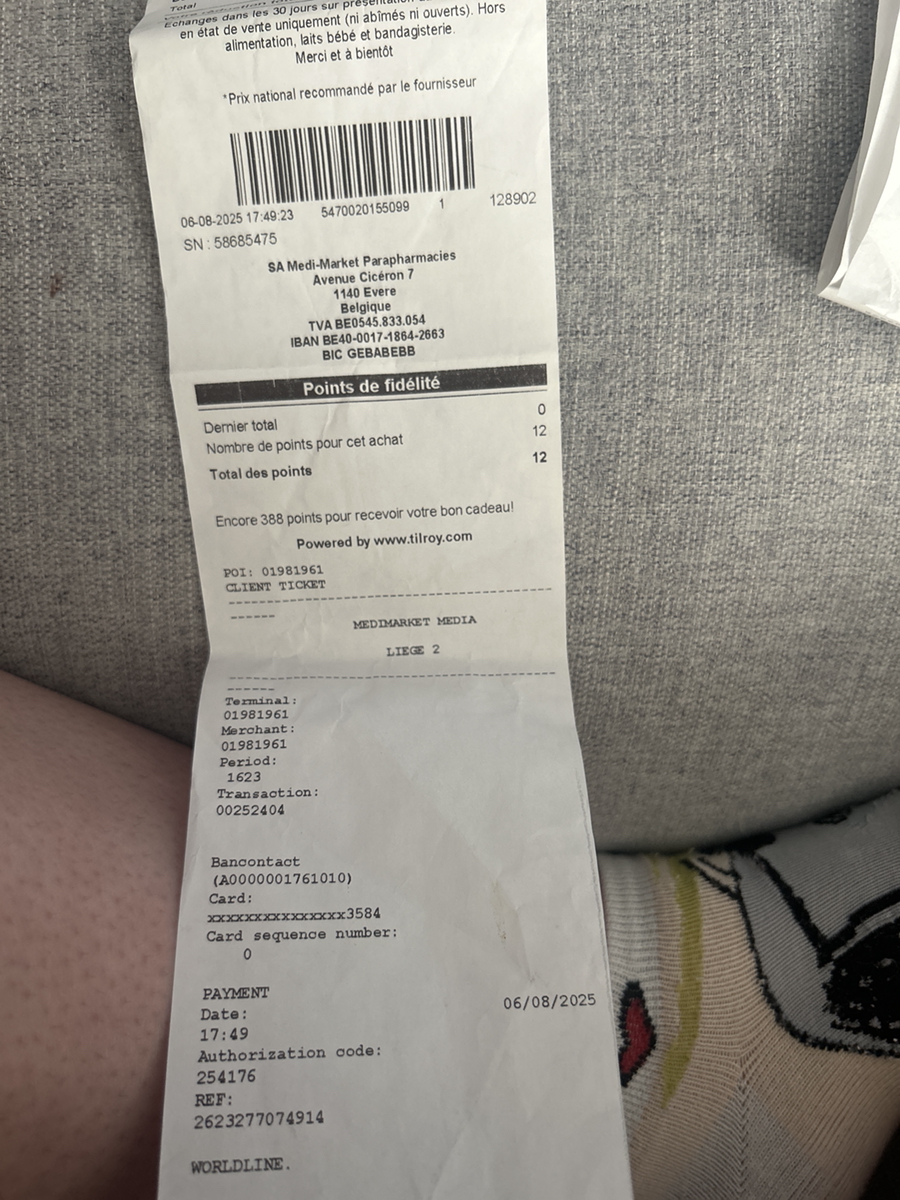 Total
Echanges dans les 30 jours sur présentation
en état de vente uniquement (ni abîmés ni ouverts). Hors
alimentation, laits bébé et bandagisterie.
Merci et à bientôt
*Prix national recommandé par le fournisseur
06-08-2025 17:49:23 5470020155099 1 128902
SN : 58685475
SA Medi-Market Parapharmacies
Avenue Cicéron 7
1140 Evere
Belgique
TVA BE0545.833.054
IBAN BE40-0017-1864-2663
BIC GEBABEBB
Points de fidélité
Dernier total 0
Nombre de points pour cet achat 12
Total des points 12
Encore 388 points pour recevoir votre bon cadeau!
Powered by www.tilroy.com
POI: 01981961
CLIENT TICKET
--------------------------------------------
------
MEDIMARKET MEDIA
LIEGE 2
--------------------------------------------
------
Terminal:
01981961
Merchant:
01981961
Period:
1623
Transaction:
00252404
Bancontact
(A0000001761010)
Card:
xxxxxxxxxxxxxxx3584
Card sequence number:
0
PAYMENT
Date: 06/08/2025
17:49
Authorization code:
254176
REF:
2623277074914
WORLDLINE.